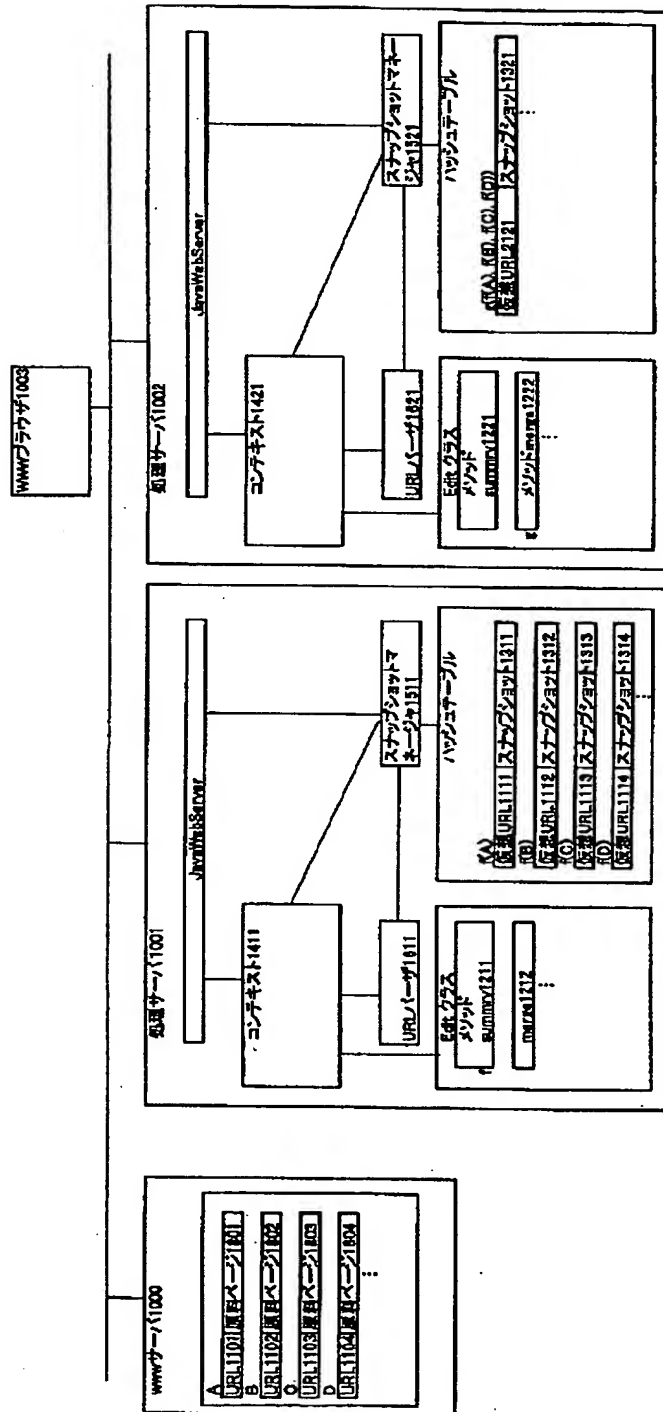 wwwブラウザ1003
wwwサーバ1000
A
URL1101 原料ページ1801
B
URL1102 原料ページ1802
C
URL1103 原料ページ1803
D
URL1104 原料ページ1804
…
処理サーバ1001
JavaWebServer
コンテキスト1411
スナップショットマ
ネージャ1511
URLパーザ1611
Edit クラス
メソッド
f
summry1211
merge1212
…
ハッシュテーブル
f(A)
仮想URL1111 スナップショット1311
f(B)
仮想URL1112 スナップショット1312
f(C)
仮想URL1113 スナップショット1313
f(D)
仮想URL1114 スナップショット1314
…
処理サーバ1002
JavaWebServer
コンテキスト1421
スナップショットマネー
ジャ1521
URLパーザ1621
Edit クラス
メソッド
summry1221
g
メソッドmerge1222
…
ハッシュテーブル
g(f(A), f(B), f(C), f(D))
仮想URL2121 スナップショット1321
…